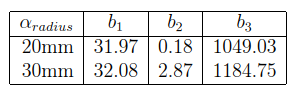 α_radius b_1 b_2 b_3
20mm 31.97 0.18 1049.03
30mm 32.08 2.87 1184.75